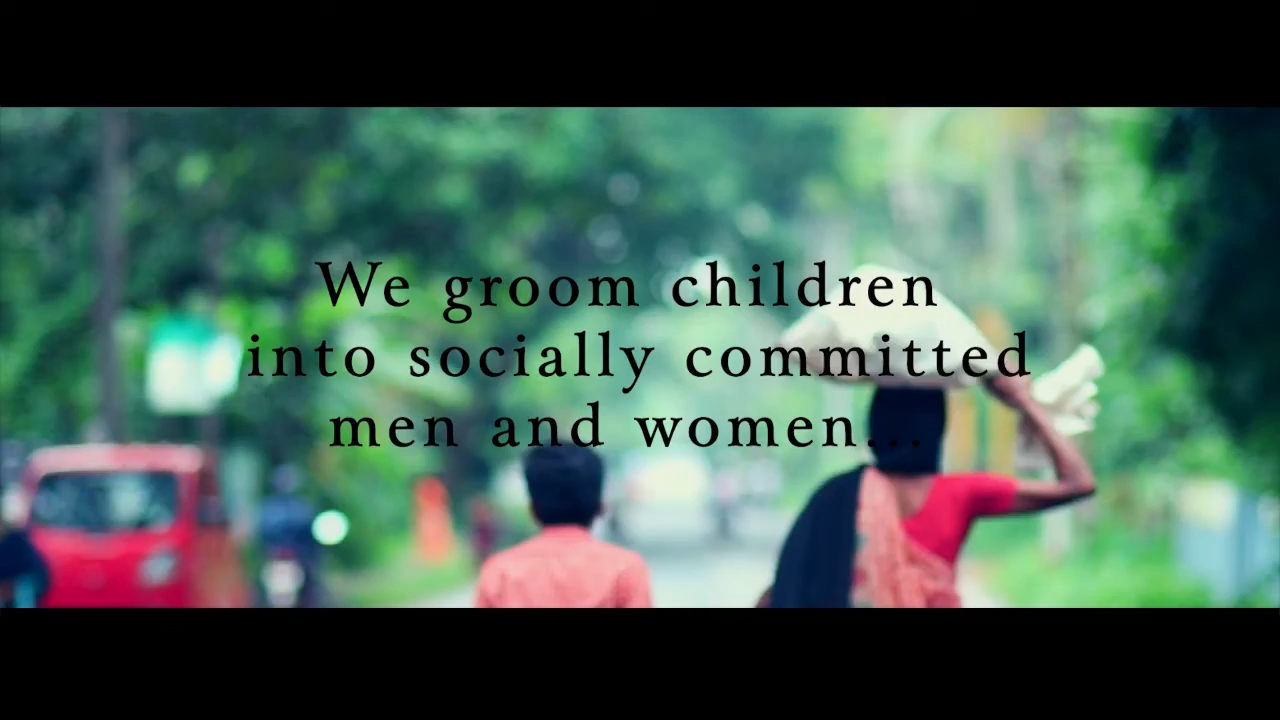 We groom children
into socially committed
men and women...